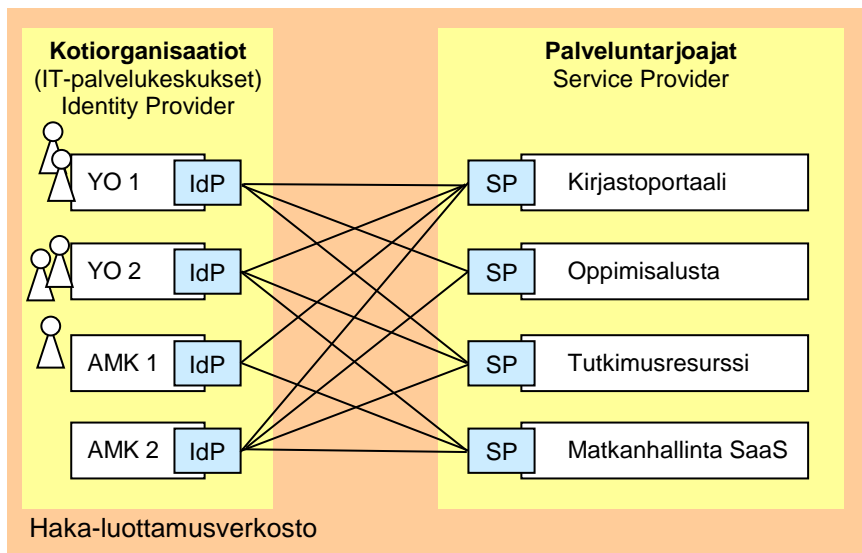 Kotiorganisaatiot
(IT-palvelukeskukset)
Identity Provider
YO 1
IdP
YO 2
IdP
AMK 1
IdP
AMK 2
IdP
Palveluntarjoajat
Service Provider
SP
Kirjastoportaali
SP
Oppimisalusta
SP
Tutkimusresurssi
SP
Matkanhallinta SaaS
Haka-luottamusverkosto